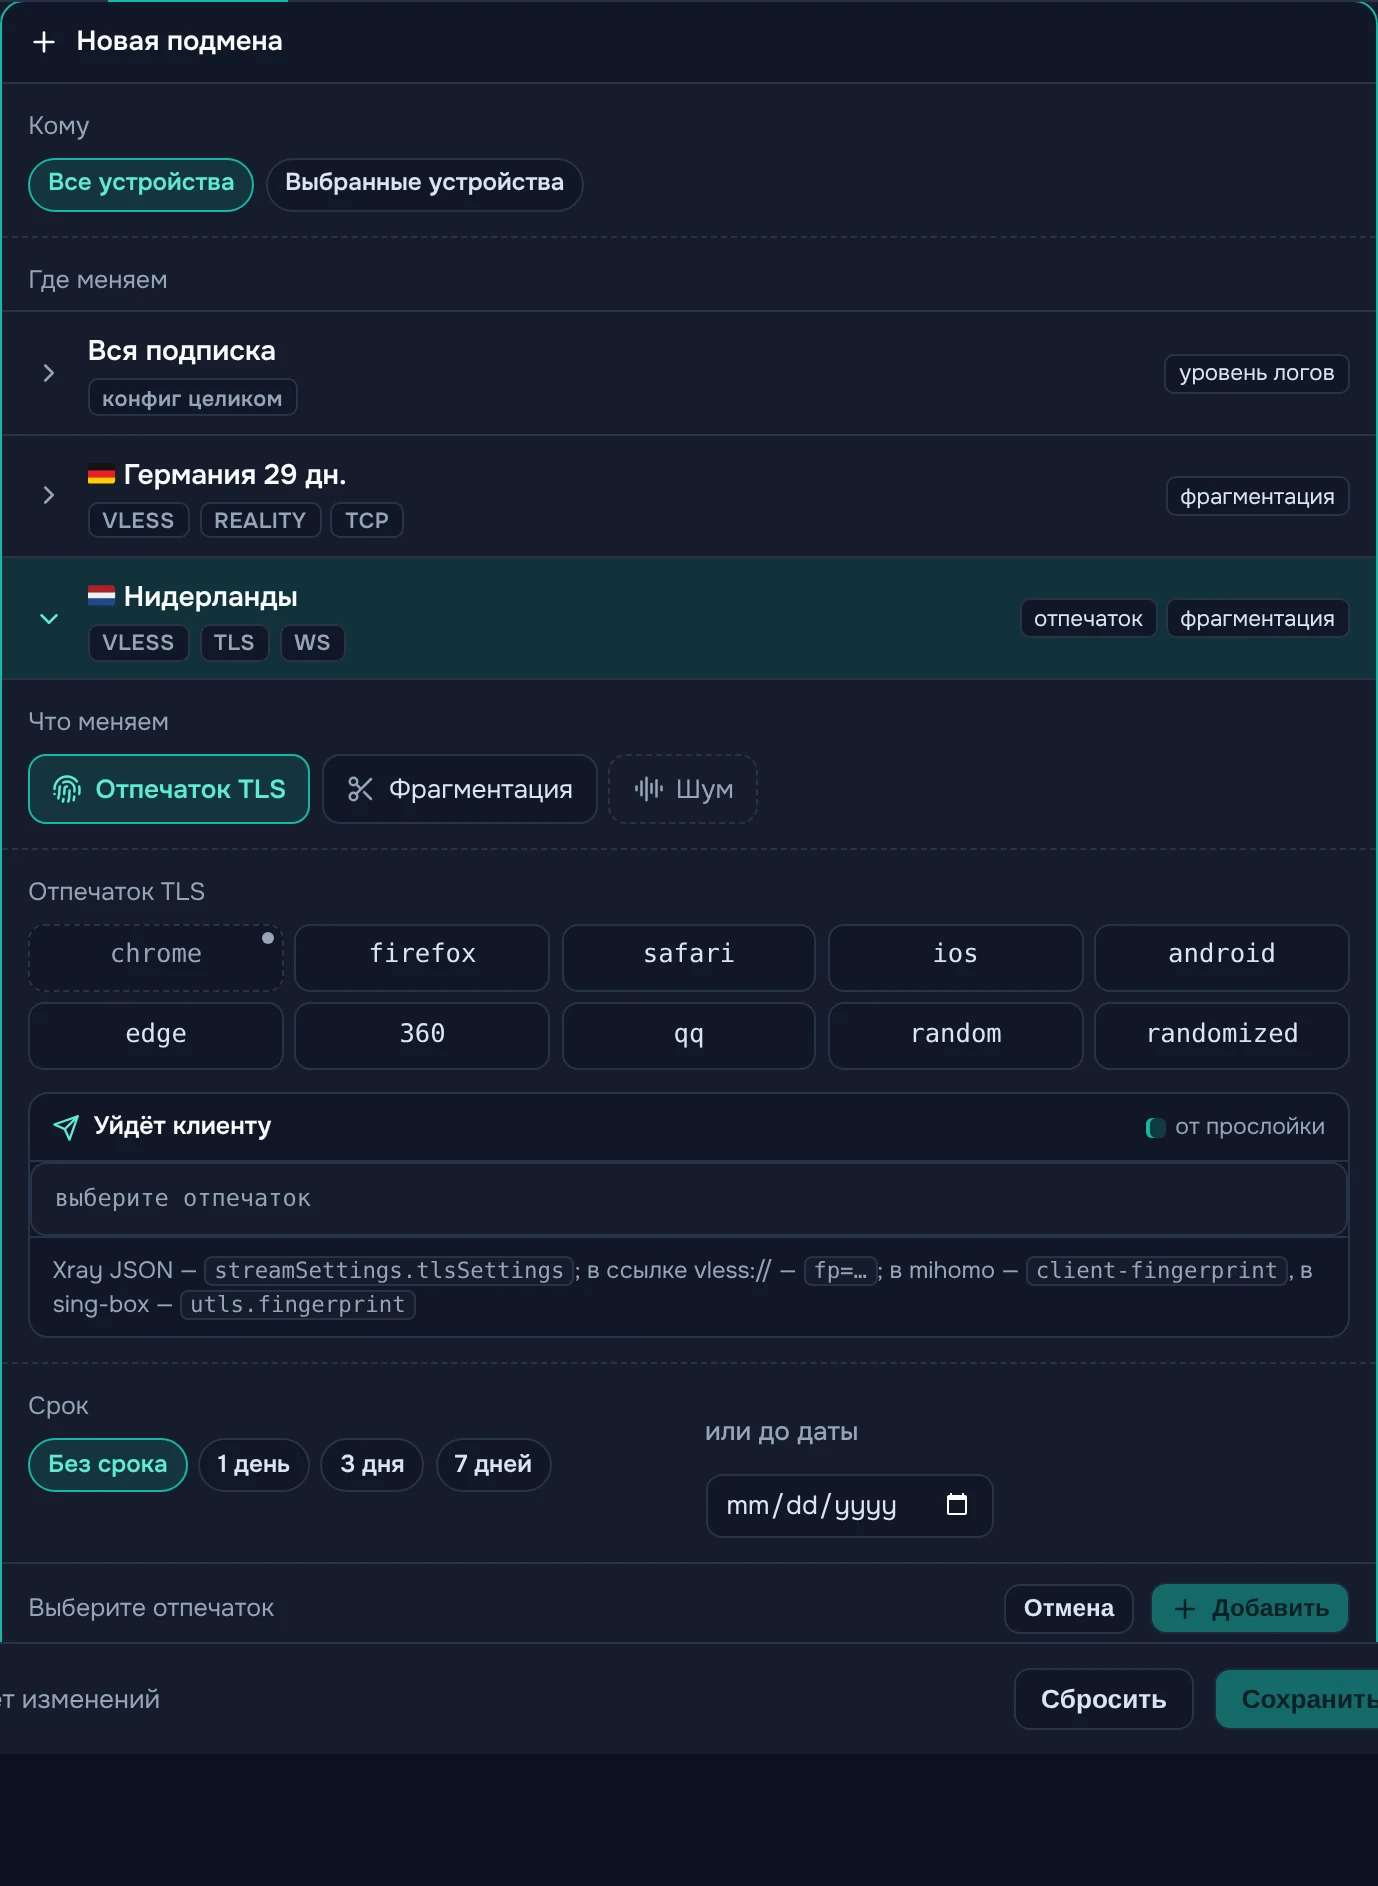 Новая подмена
Кому
Все устройства
Выбранные устройства
Где меняем
Вся подписка
конфиг целиком
уровень логов
Германия 29 дн.
VLESS REALITY TCP
фрагментация
Нидерланды
VLESS TLS WS
отпечаток фрагментация
Что меняем
Отпечаток TLS
Фрагментация
Шум
Отпечаток TLS
chrome firefox safari ios android
edge 360 qq random randomized
Уйдёт клиенту
от прослойки
выберите отпечаток
Xray JSON — streamSettings.tlsSettings; в ссылке vless:// — fp=…; в mihomo — client-fingerprint, в
sing-box — utls.fingerprint
Срок
Без срока 1 день 3 дня 7 дней
или до даты
mm/dd/yyyy
Выберите отпечаток
Отмена
+ Добавить
ет изменений
Сбросить
Сохранить